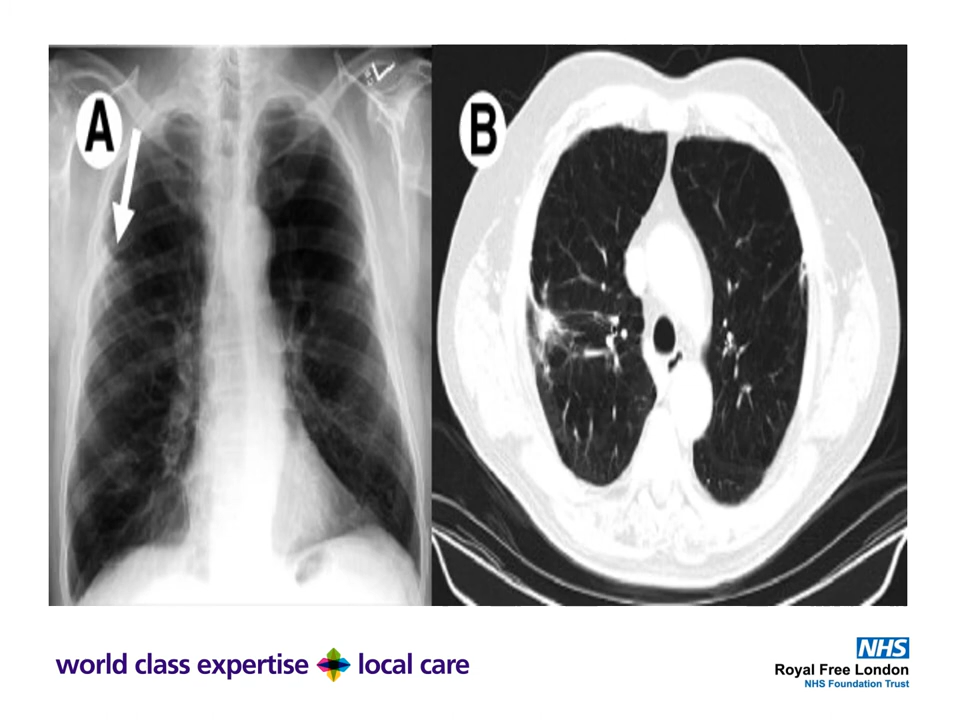 A
B
L
world class expertise local care
NHS
Royal Free London
NHS Foundation Trust